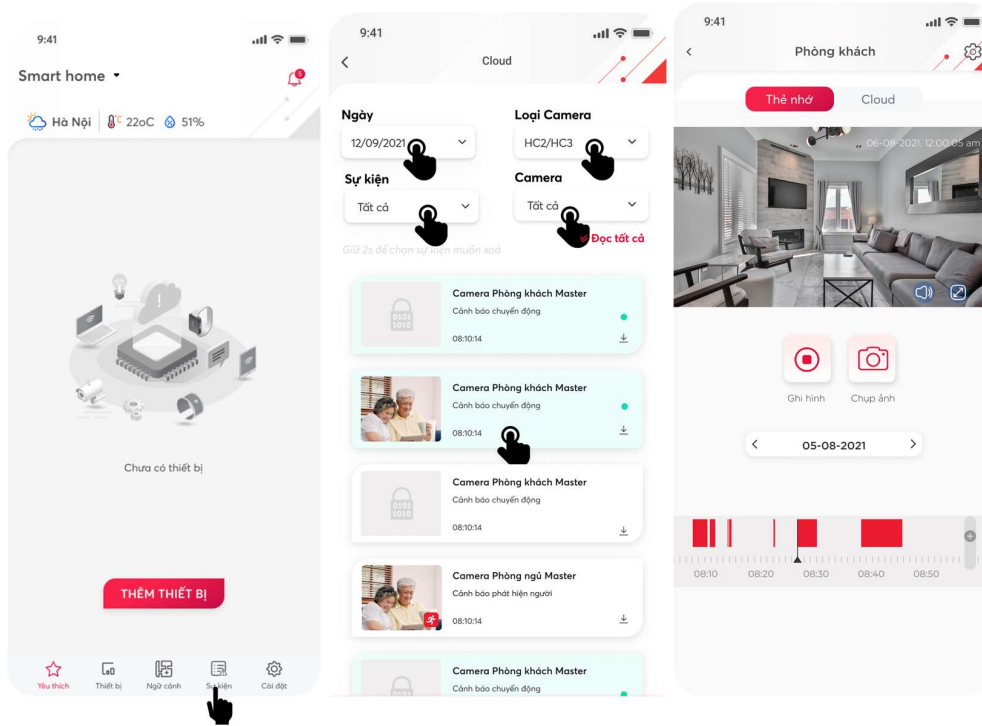 9:41
Smart home
5
Hà Nội
22oC
51%
Chưa có thiết bị
THÊM THIẾT BỊ
Yêu thích
Thiết bị
Ngữ cảnh
Sự kiện
Cài đặt
9:41
Cloud
Ngày
Loại Camera
12/09/2021
HC2/HC3
Sự kiện
Camera
Tất cả
Tất cả
Đọc tất cả
Giữ 2s để chọn sự kiện muốn xoá
0101
1010
Camera Phòng khách Master
Cảnh báo chuyển động
08:10:14
Camera Phòng khách Master
Cảnh báo chuyển động
08:10:14
0101
1010
Camera Phòng khách Master
Cảnh báo chuyển động
08:10:14
Camera Phòng ngủ Master
Cảnh báo phát hiện người
08:10:14
Camera Phòng khách Master
Cảnh báo chuyển động
0101
9:41
Phòng khách
Thẻ nhớ
Cloud
06-08-2021, 12:00:05 am
Ghi hình
Chụp ảnh
05-08-2021
08:10
08:20
08:30
08:40
08:50